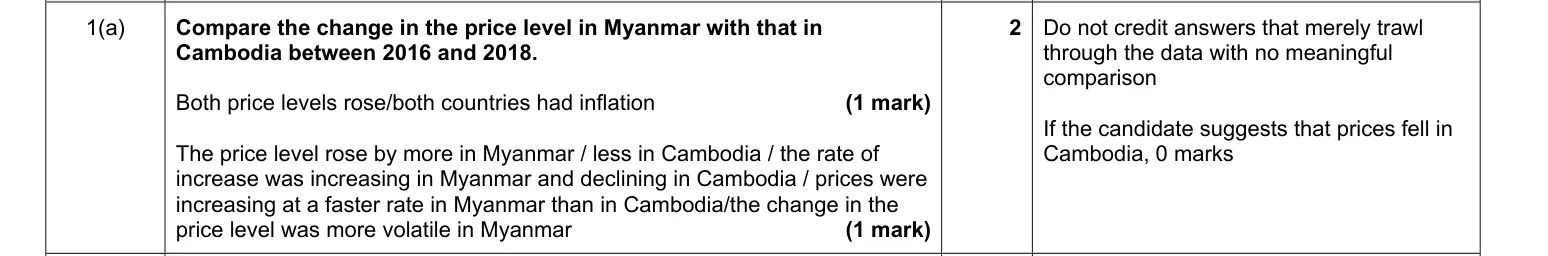 1(a)
Compare the change in the price level in Myanmar with that in
Cambodia between 2016 and 2018.
Both price levels rose/both countries had inflation (1 mark)
The price level rose by more in Myanmar / less in Cambodia / the rate of
increase was increasing in Myanmar and declining in Cambodia / prices were
increasing at a faster rate in Myanmar than in Cambodia/the change in the
price level was more volatile in Myanmar (1 mark)
2
Do not credit answers that merely trawl
through the data with no meaningful
comparison
If the candidate suggests that prices fell in
Cambodia, 0 marks